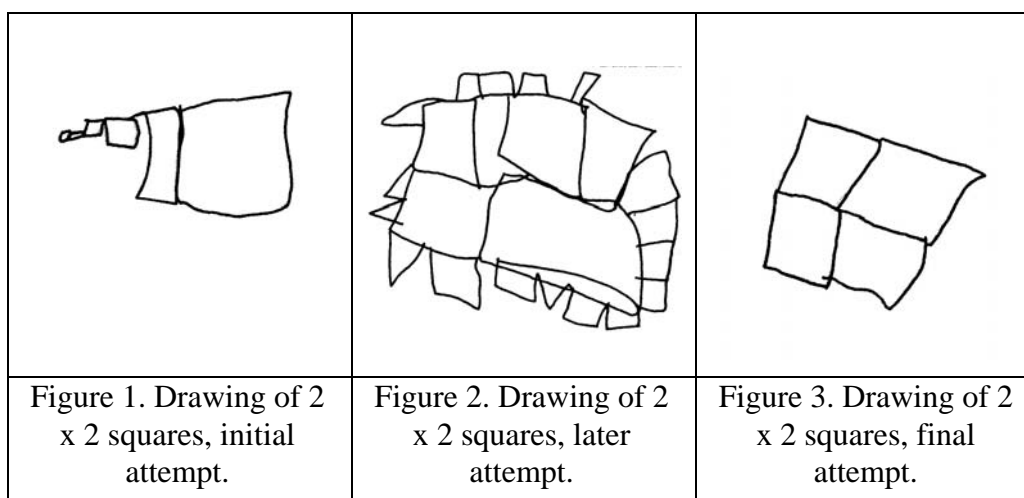 Figure 1. Drawing of 2
x 2 squares, initial
attempt.
Figure 2. Drawing of 2
x 2 squares, later
attempt.
Figure 3. Drawing of 2
x 2 squares, final
attempt.